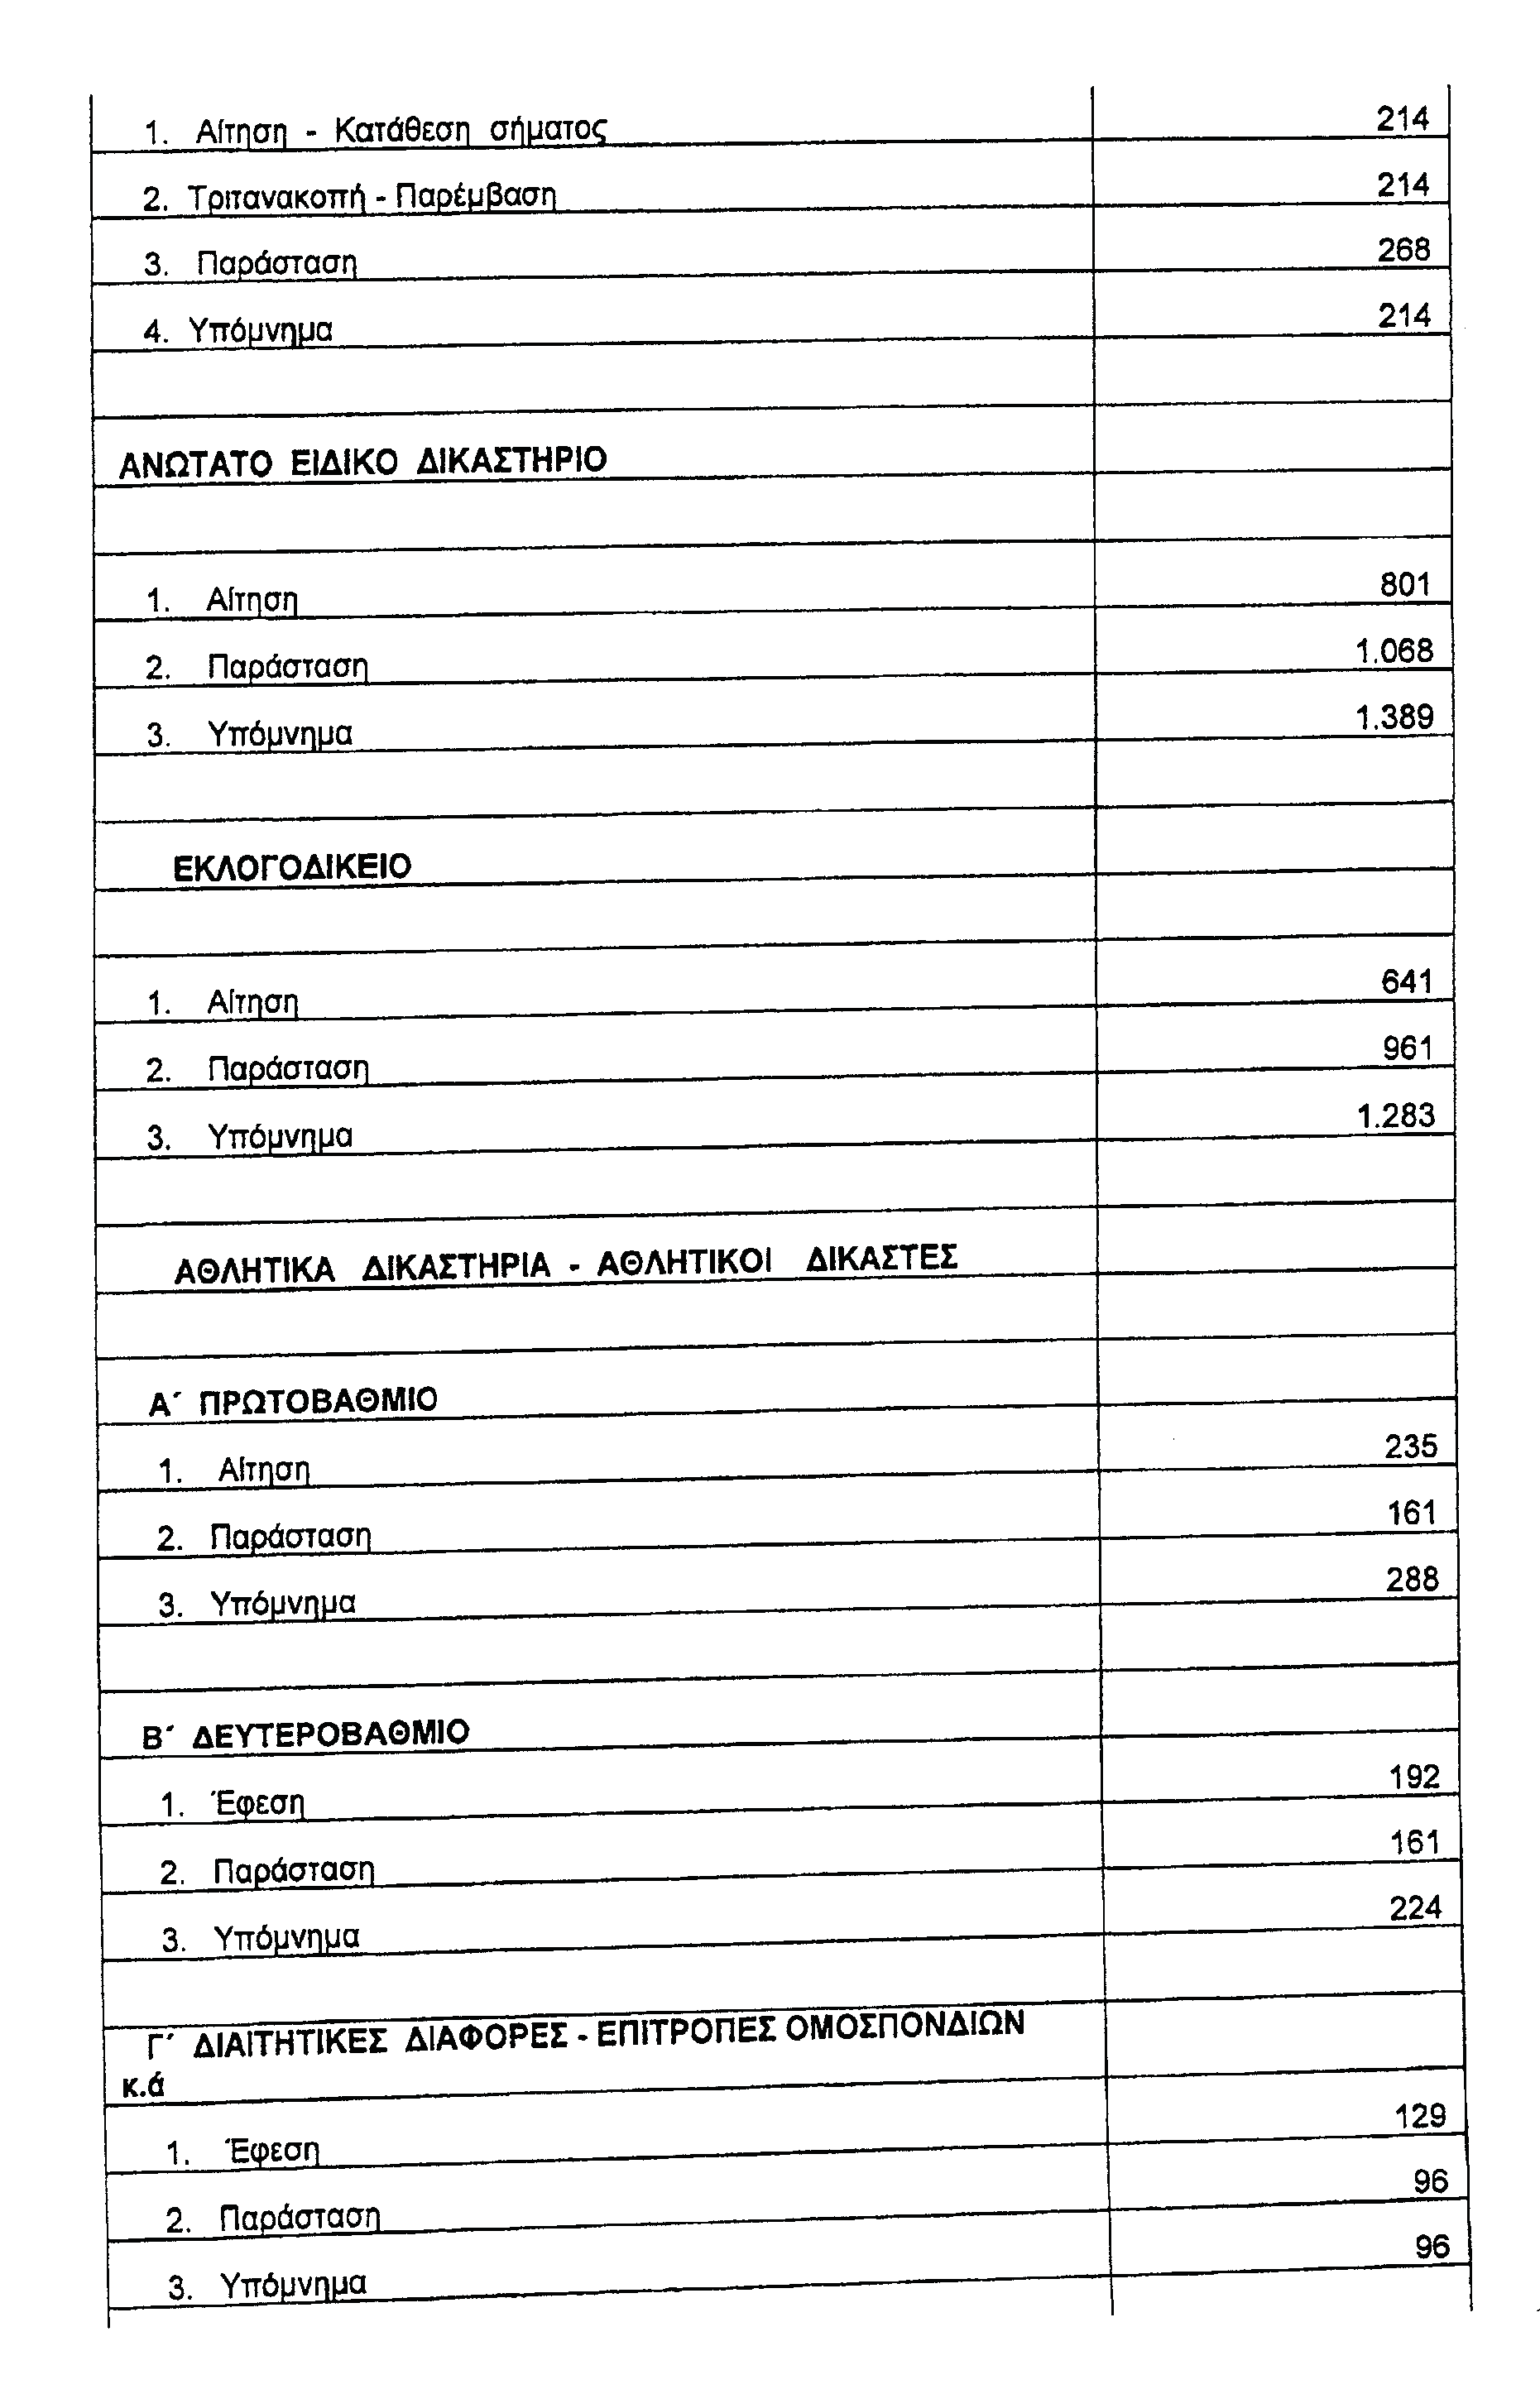 1. Αίτηση - Κατάθεση σήματος 214
2. Τριτανακοπή - Παρέμβαση 214
3. Παράσταση 268
4. Υπόμνημα 214
ΑΝΩΤΑΤΟ ΕΙΔΙΚΟ ΔΙΚΑΣΤΗΡΙΟ
1. Αίτηση 801
2. Παράσταση 1.068
3. Υπόμνημα 1.389
ΕΚΛΟΓΟΔΙΚΕΙΟ
1. Αίτηση 641
2. Παράσταση 961
3. Υπόμνημα 1.283
ΑΘΛΗΤΙΚΑ ΔΙΚΑΣΤΗΡΙΑ - ΑΘΛΗΤΙΚΟΙ ΔΙΚΑΣΤΕΣ
Α΄ ΠΡΩΤΟΒΑΘΜΙΟ
1. Αίτηση 235
2. Παράσταση 161
3. Υπόμνημα 288
Β΄ ΔΕΥΤΕΡΟΒΑΘΜΙΟ
1. Έφεση 192
2. Παράσταση 161
3. Υπόμνημα 224
Γ΄ ΔΙΑΙΤΗΤΙΚΕΣ ΔΙΑΦΟΡΕΣ - ΕΠΙΤΡΟΠΕΣ ΟΜΟΣΠΟΝΔΙΩΝ
κ.ά
1. Έφεση 129
2. Παράσταση 96
3. Υπόμνημα 96